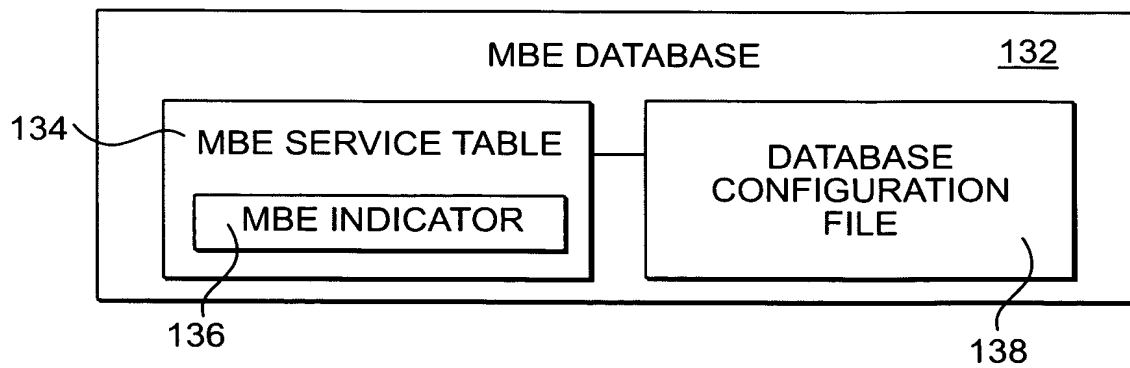 MBE DATABASE 132
134
MBE SERVICE TABLE
MBE INDICATOR
DATABASE
CONFIGURATION
FILE
136
138